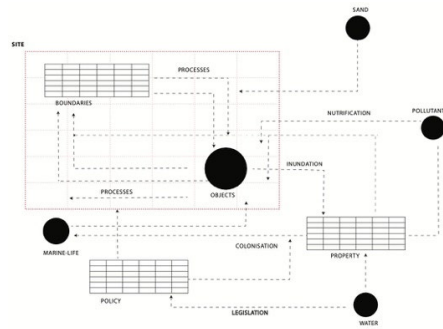 SAND
SITE
PROCESSES
BOUNDARIES
NUTRIFICATION
POLLUTANT
INUNDATION
PROCESSES
OBJECTS
COLONISATION
MARINE-LIFE
PROPERTY
POLICY
LEGISLATION
WATER